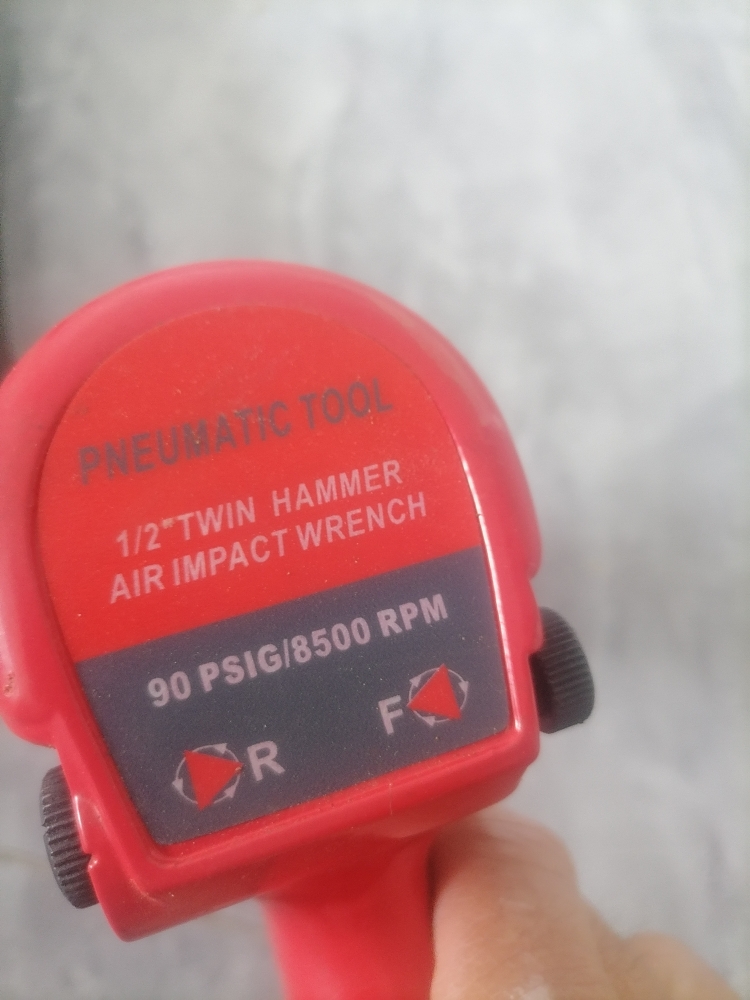 PNEUMATIC TOOL
1/2"TWIN HAMMER
AIR IMPACT WRENCH
90 PSIG/8500 RPM
F
R